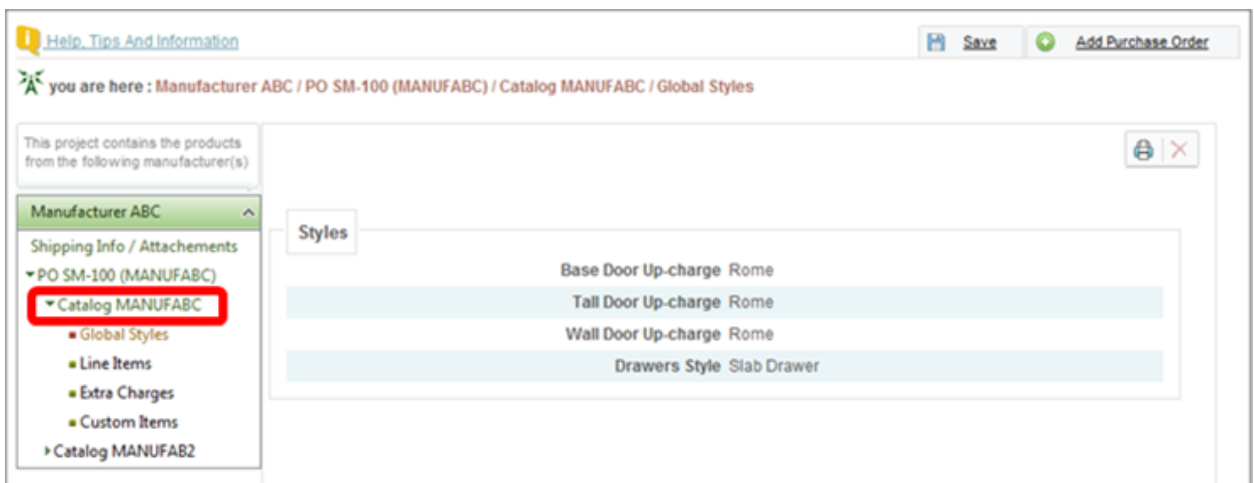 Help, Tips And Information
Save
Add Purchase Order
you are here : Manufacturer ABC / PO SM-100 (MANUFABC) / Catalog MANUFABC / Global Styles
This project contains the products
from the following manufacturer(s)
Manufacturer ABC
Shipping Info / Attachements
PO SM-100 (MANUFABC)
Catalog MANUFABC
Global Styles
Line Items
Extra Charges
Custom Items
Catalog MANUFAB2
Styles
Base Door Up-charge Rome
Tall Door Up-charge Rome
Wall Door Up-charge Rome
Drawers Style Slab Drawer